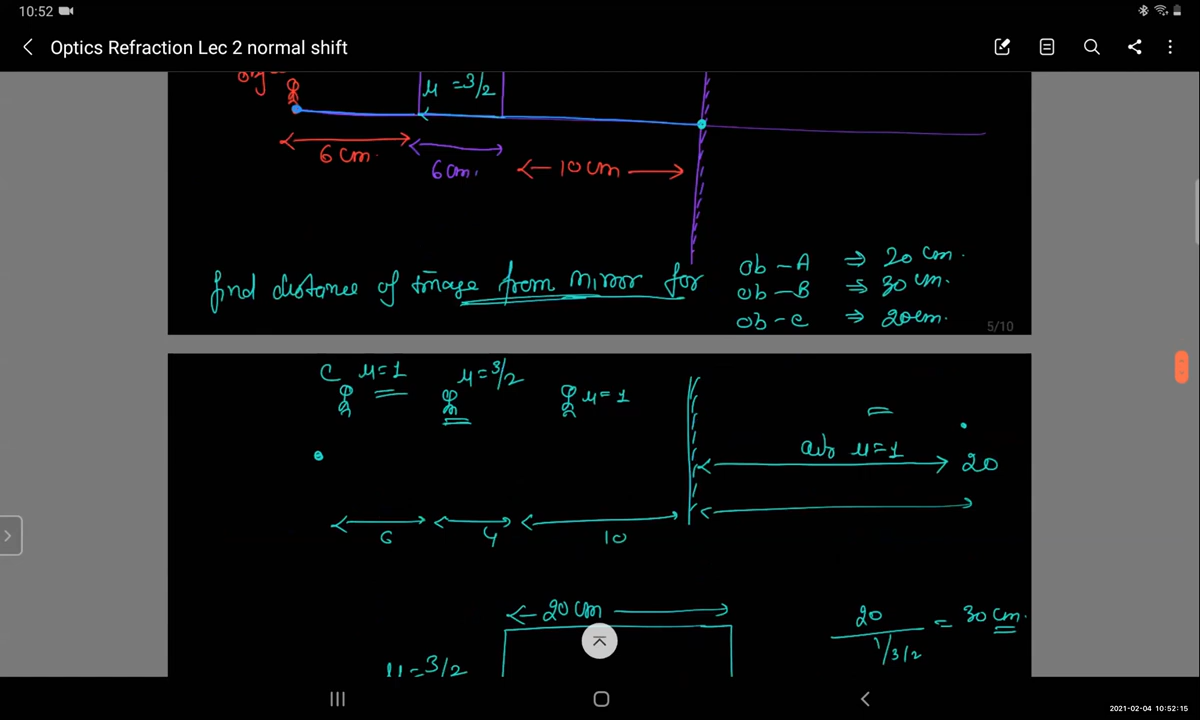 10:52
Optics Refraction Lec 2 normal shift
μ = 3/2
6 cm.
6 cm.
10 cm
find distance of image from mirror for
ob - A ⇒ 20 cm.
ob - B ⇒ 30 cm.
ob - c ⇒ 20 cm.
5/10
C μ=1
μ=3/2
μ=1
air μ=1
20
6
4
10
20 cm
20 / 1/3/2 = 30 cm.
μ=3/2
2021-02-04 10:52:15